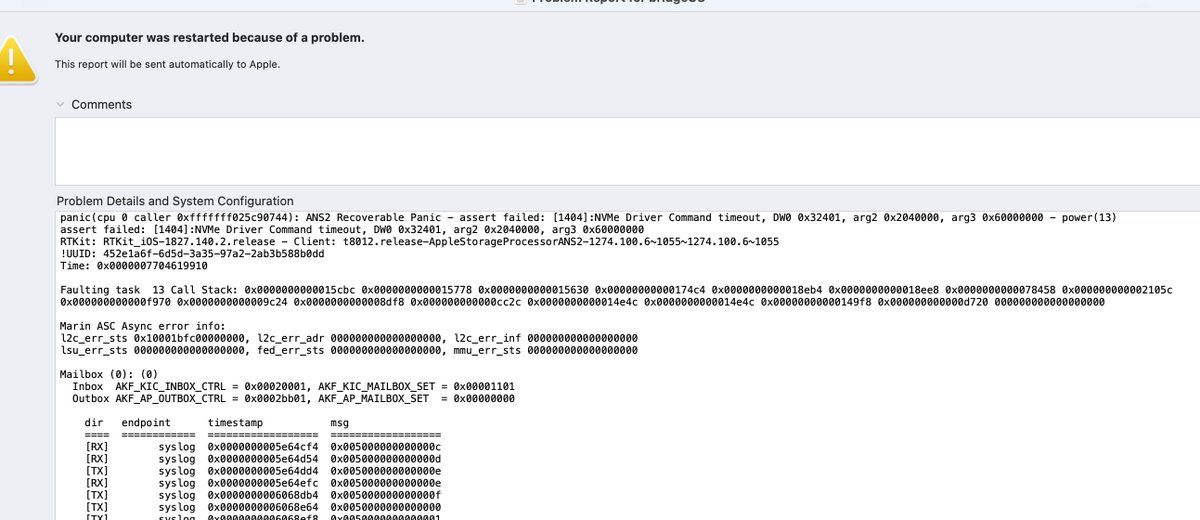 Problem Report for bridgeOS
Your computer was restarted because of a problem.
This report will be sent automatically to Apple.
Comments
Problem Details and System Configuration
panic(cpu 0 caller 0xfffffff025c90744): ANS2 Recoverable Panic - assert failed: [1404]:NVMe Driver Command timeout, DW0 0x32401, arg2 0x2040000, arg3 0x60000000 - power(13)
assert failed: [1404]:NVMe Driver Command timeout, DW0 0x32401, arg2 0x2040000, arg3 0x60000000
RTKit: RTKit_iOS-1827.140.2.release - Client: t8012.release-AppleStorageProcessorANS2-1274.100.6~1055~1274.100.6~1055
!UUID: 452e1a6f-6d5d-3a35-97a2-2ab3b588b0dd
Time: 0x0000007704619910
Faulting task 13 Call Stack: 0x0000000000015cbc 0x0000000000015778 0x0000000000015630 0x00000000000174c4 0x0000000000018eb4 0x0000000000018ee8 0x0000000000078458 0x000000000002105c
0x000000000000f970 0x0000000000009c24 0x0000000000008df8 0x000000000000cc2c 0x0000000000014e4c 0x0000000000014e4c 0x00000000000149f8 0x000000000000d720 0000000000000000
Marin ASC Async error info:
l2c_err_sts 0x10001bfc00000000, l2c_err_adr 0000000000000000, l2c_err_inf 0000000000000000
lsu_err_sts 0000000000000000, fed_err_sts 0000000000000000, mmu_err_sts 0000000000000000
Mailbox (0): (0)
Inbox AKF_KIC_INBOX_CTRL = 0x00020001, AKF_KIC_MAILBOX_SET = 0x00001101
Outbox AKF_AP_OUTBOX_CTRL = 0x0002bb01, AKF_AP_MAILBOX_SET = 0x00000000
dir endpoint timestamp msg
==== ============ ================== ==================
[RX] syslog 0x0000000005e64cf4 0x005000000000000c
[RX] syslog 0x0000000005e64d54 0x005000000000000d
[TX] syslog 0x0000000005e64dd4 0x005000000000000e
[RX] syslog 0x0000000005e64efc 0x005000000000000e
[TX] syslog 0x0000000006068db4 0x005000000000000f
[TX] syslog 0x0000000006068e64 0x0050000000000000
[TX] syslog 0x0000000006068ef8 0x0050000000000001